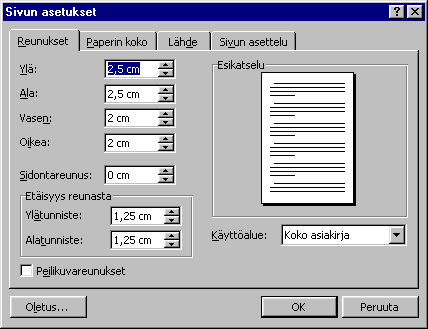 Sivun asetukset
Reunukset
Paperin koko
Lähde
Sivun asettelu
Ylä:
2,5 cm
Ala:
2,5 cm
Vasen:
2 cm
Oikea:
2 cm
Sidontareunus:
0 cm
Etäisyys reunasta
Ylätunniste:
1,25 cm
Alatunniste:
1,25 cm
Peilikuvareunukset
Esikatselu
Käyttöalue:
Koko asiakirja
Oletus...
OK
Peruuta